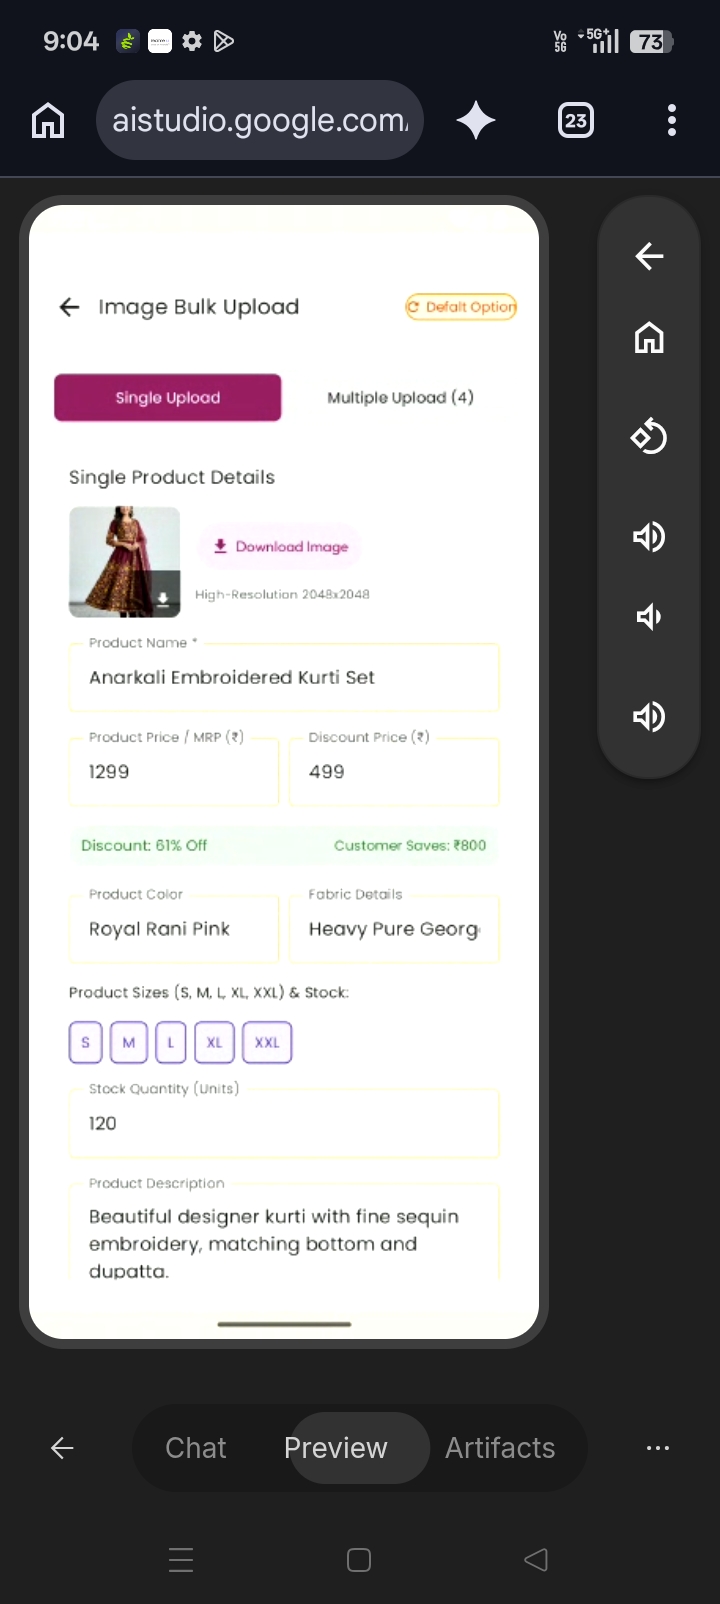 9:04
Vo 5G
5G+
73
aistudio.google.com/
23
Image Bulk Upload
Defalt Option
Single Upload
Multiple Upload (4)
Single Product Details
Download Image
High-Resolution 2048x2048
Product Name *
Anarkali Embroidered Kurti Set
Product Price / MRP (₹)
Discount Price (₹)
1299
499
Discount: 61% Off
Customer Saves: ₹800
Product Color
Fabric Details
Royal Rani Pink
Heavy Pure Georg
Product Sizes (S, M, L, XL, XXL) & Stock:
S M L XL XXL
Stock Quantity (Units)
120
Product Description
Beautiful designer kurti with fine sequin
embroidery, matching bottom and
dupatta.
Chat Preview Artifacts